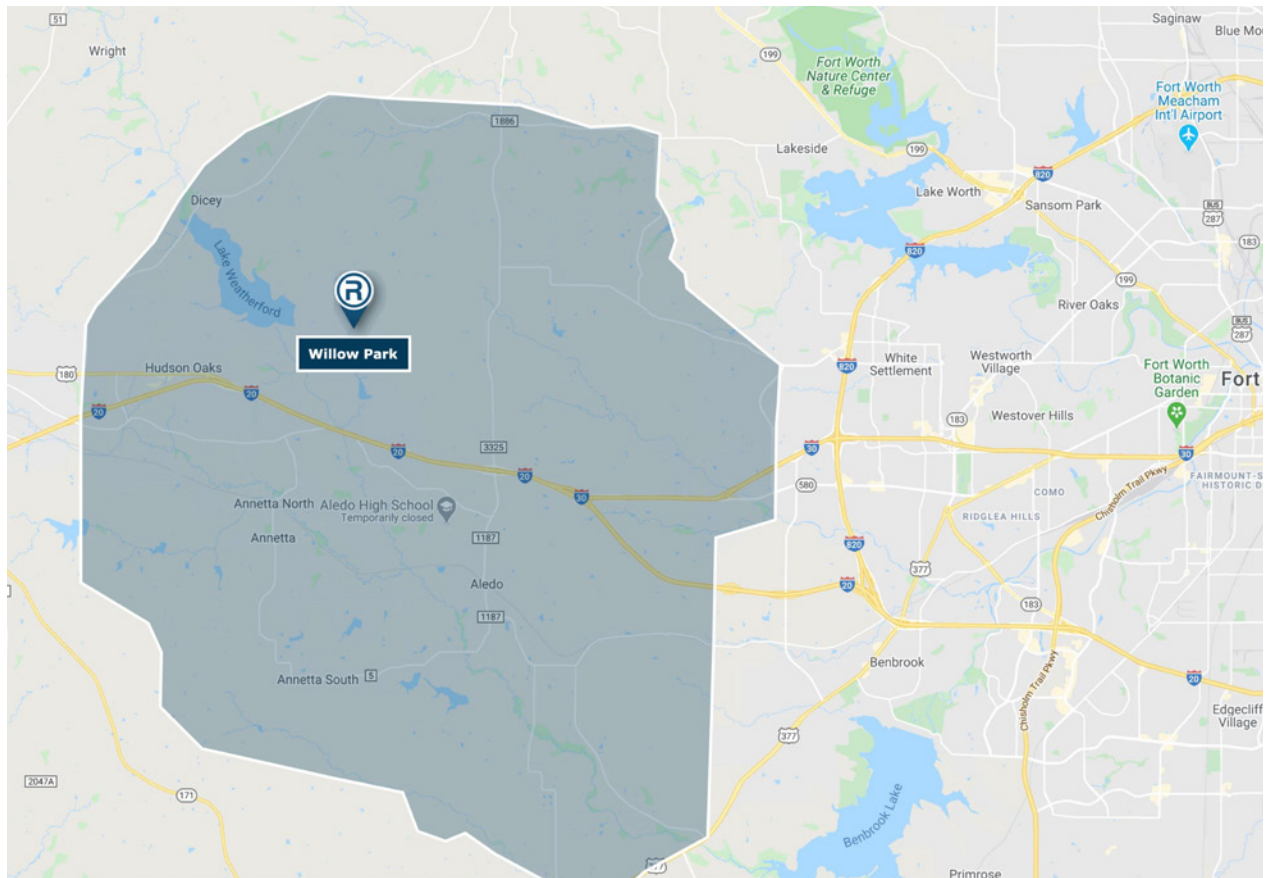 51
Wright
Saginaw
Blue Mou
199
Fort Worth
Nature Center
& Refuge
Fort Worth
Meacham
Int'l Airport
1886
Lakeside
199
820
Lake Worth
Sansom Park
BUS
287
183
Dicey
Lake Weatherford
820
199
River Oaks
R
Willow Park
BUS
287
180
Hudson Oaks
20
20
820
White
Settlement
Westworth
Village
Fort Worth
Botanic
Garden
Fort
183
Westover Hills
3325
20
20
30
30
30
580
Chisholm Trail Pkwy
FAIRMOUNT-S
HISTORIC D
COMO
RIDGLEA HILLS
Annetta North
Aledo High School
Temporarily closed
Annetta
1187
820
377
Aledo
20
183
1187
Annetta South
5
Benbrook
Chisholm Trail Pkwy
20
Edgecliff
Village
377
2047A
171
Benbrook Lake
377
Primrose